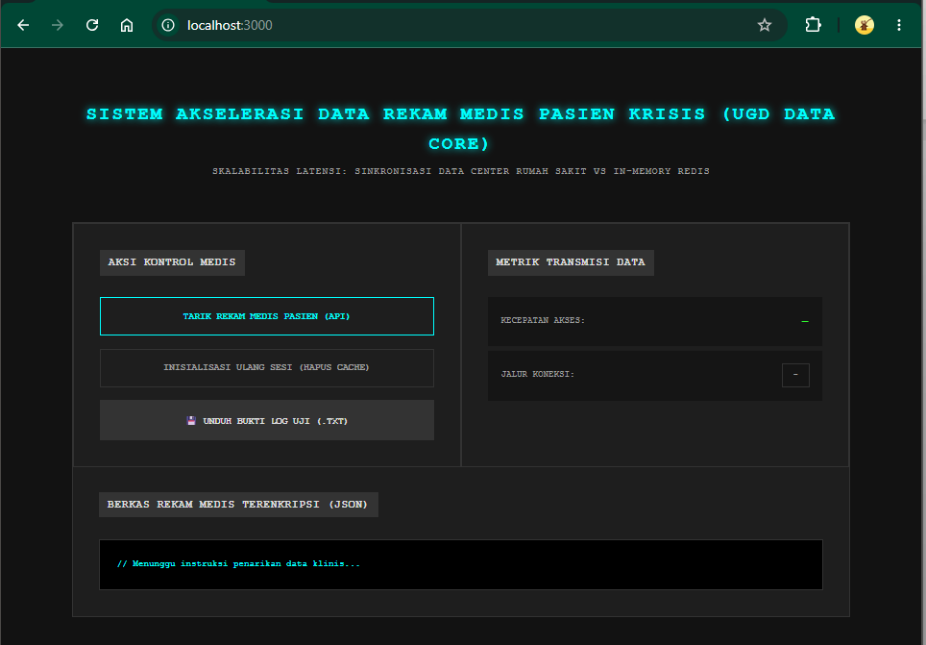 localhost:3000
SISTEM AKSELERASI DATA REKAM MEDIS PASIEN KRISIS (UGD DATA
CORE)
SKALABILITAS LATENSI: SINKRONISASI DATA CENTER RUMAH SAKIT VS IN-MEMORY REDIS
AKSI KONTROL MEDIS
TARIK REKAM MEDIS PASIEN (API)
INISIALISASI ULANG SESI (HAPUS CACHE)
💾 UNDUH BUKTI LOG UJI (.TXT)
METRIK TRANSMISI DATA
KECEPATAN AKSES: —
JALUR KONEKSI: -
BERKAS REKAM MEDIS TERENKRIPSI (JSON)
// Menunggu instruksi penarikan data klinis...